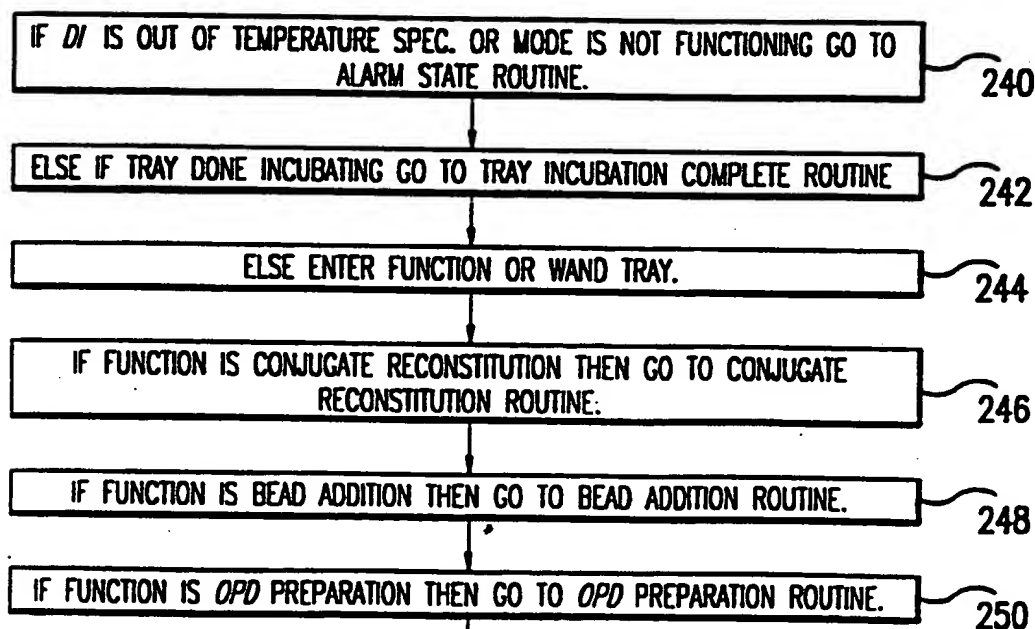 IF DI IS OUT OF TEMPERATURE SPEC. OR MODE IS NOT FUNCTIONING GO TO
ALARM STATE ROUTINE.
240
ELSE IF TRAY DONE INCUBATING GO TO TRAY INCUBATION COMPLETE ROUTINE
242
ELSE ENTER FUNCTION OR WAND TRAY.
244
IF FUNCTION IS CONJUGATE RECONSTITUTION THEN GO TO CONJUGATE
RECONSTITUTION ROUTINE.
246
IF FUNCTION IS BEAD ADDITION THEN GO TO BEAD ADDITION ROUTINE.
248
IF FUNCTION IS OPD PREPARATION THEN GO TO OPD PREPARATION ROUTINE.
250